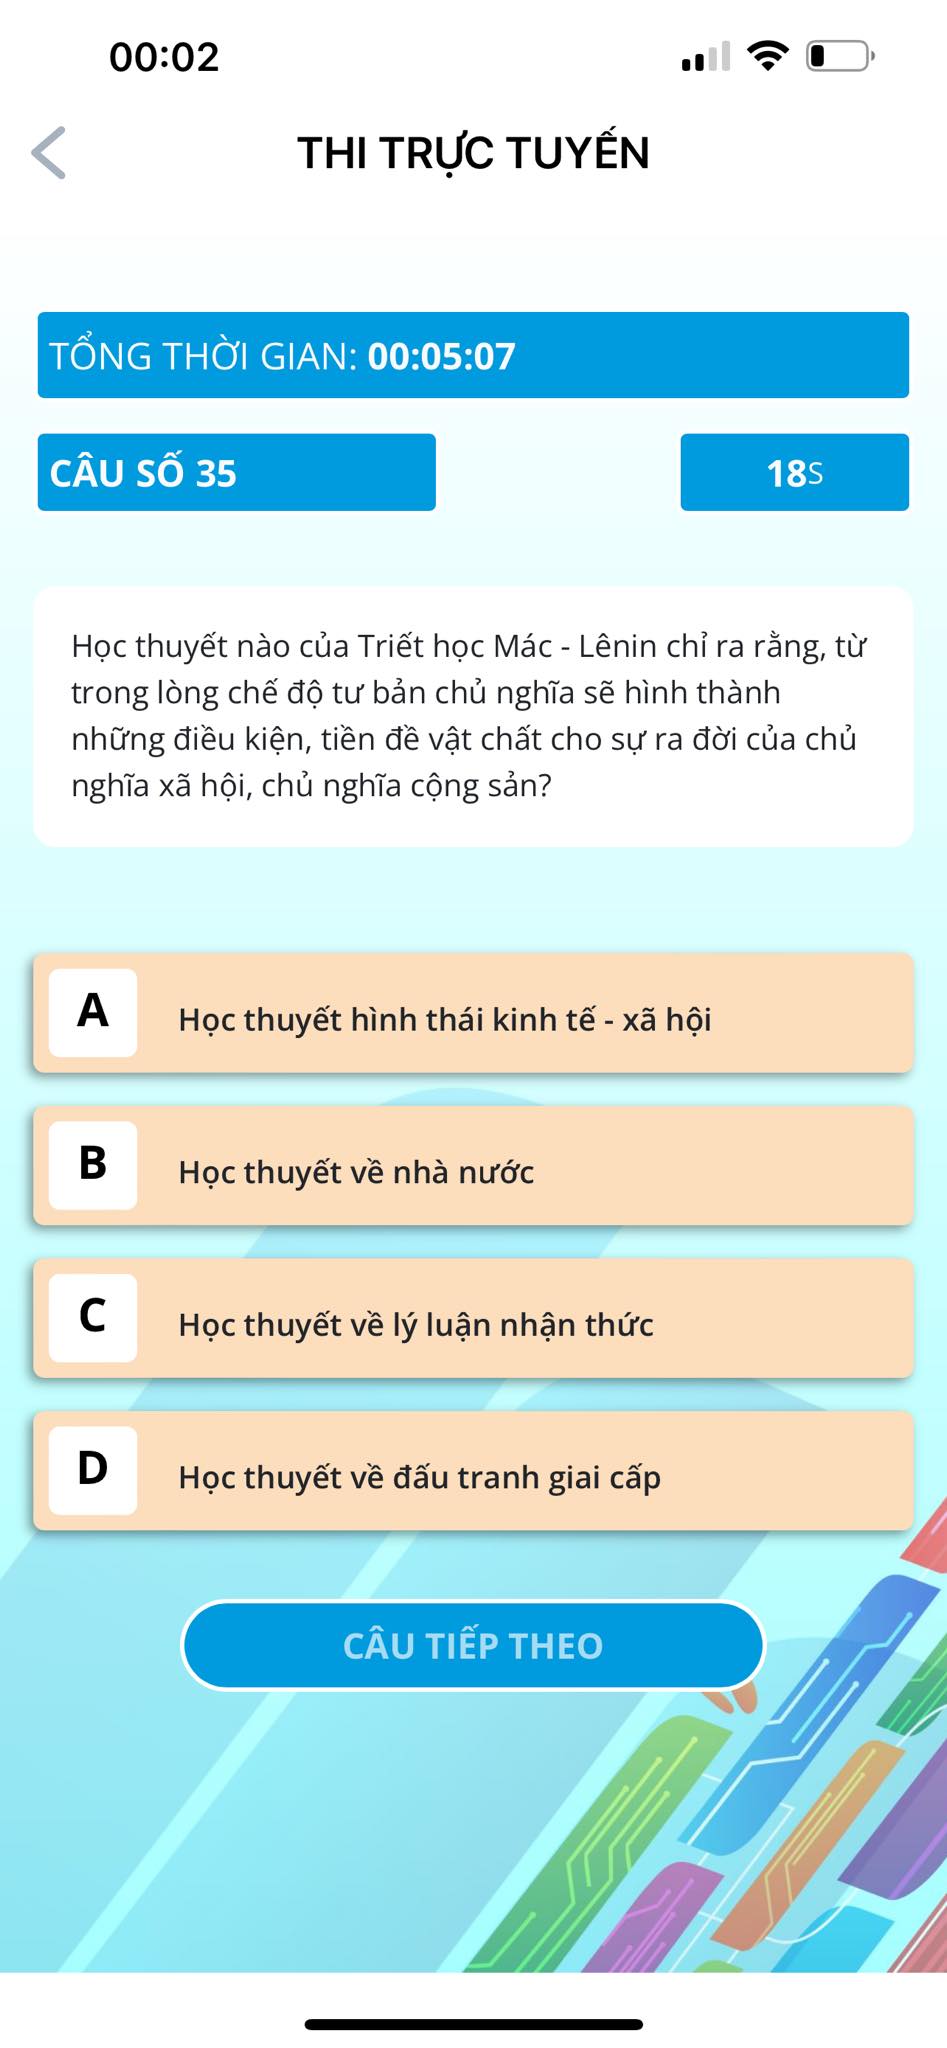 00:02
THI TRỰC TUYẾN
TỔNG THỜI GIAN: 00:05:07
CÂU SỐ 35
18S
Học thuyết nào của Triết học Mác - Lênin chỉ ra rằng, từ
trong lòng chế độ tư bản chủ nghĩa sẽ hình thành
những điều kiện, tiền đề vật chất cho sự ra đời của chủ
nghĩa xã hội, chủ nghĩa cộng sản?
A Học thuyết hình thái kinh tế - xã hội
B Học thuyết về nhà nước
C Học thuyết về lý luận nhận thức
D Học thuyết về đấu tranh giai cấp
CÂU TIẾP THEO